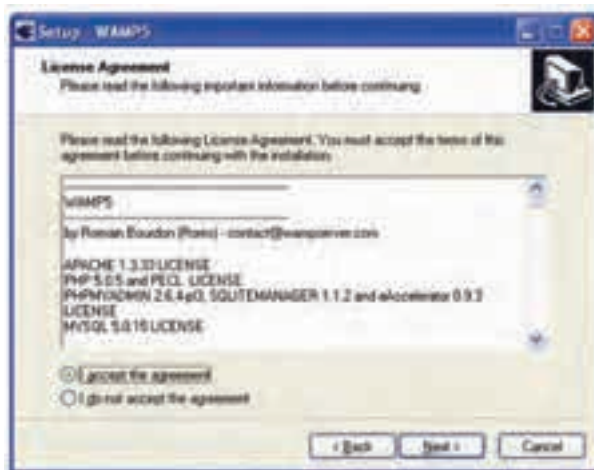 Setup - WAMP5
License Agreement
Please read the following important information before continuing.
Please read the following License Agreement. You must accept the terms of this
agreement before continuing with the installation.
WAMP5
by Romain Bourdon (Roms) - contact@wampserver.com
APACHE 1.3.33 LICENSE
PHP 5.0.5 and PECL LICENSE
PHPMYADMIN 2.6.4-pl3, SQLITEMANAGER 1.1.2 and eAccelerator 0.9.3
LICENSE
MYSQL 5.0.15 LICENSE
I accept the agreement
I do not accept the agreement
< Back
Next >
Cancel